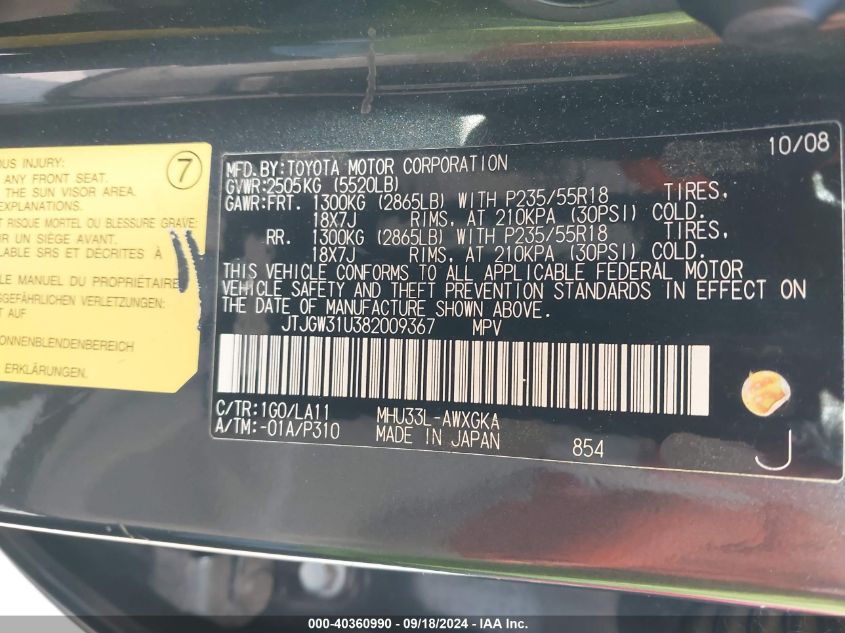 OUS INJURY:
ANY FRONT SEAT.
THE SUN VISOR AREA.
EXPLANATIONS.
RISQUE MORTEL OU BLESSURE GRAVE:
R UN SIÈGE AVANT.
ABLE SRS ET DÉCRITES À
LE MANUEL DU PROPRIÉTAIRE
GEFÄHRLICHEN VERLETZUNGEN:
T AUF
ONNENBLENDENBEREICH
ERKLÄRUNGEN.
7
10/08
MFD.BY:TOYOTA MOTOR CORPORATION
GVWR:2505KG (5520LB)
GAWR:FRT. 1300KG (2865LB) WITH P235/55R18 TIRES,
18X7J RIMS, AT 210KPA (30PSI) COLD.
RR. 1300KG (2865LB) WITH P235/55R18 TIRES,
18X7J RIMS, AT 210KPA (30PSI) COLD.
THIS VEHICLE CONFORMS TO ALL APPLICABLE FEDERAL MOTOR
VEHICLE SAFETY AND THEFT PREVENTION STANDARDS IN EFFECT ON
THE DATE OF MANUFACTURE SHOWN ABOVE.
JTJGW31U382009367 MPV
C/TR:1G0/LA11 MHU33L-AWXGKA
A/TM:-01A/P310 MADE IN JAPAN 854
J
000-40360990 - 09/18/2024 - IAA Inc.